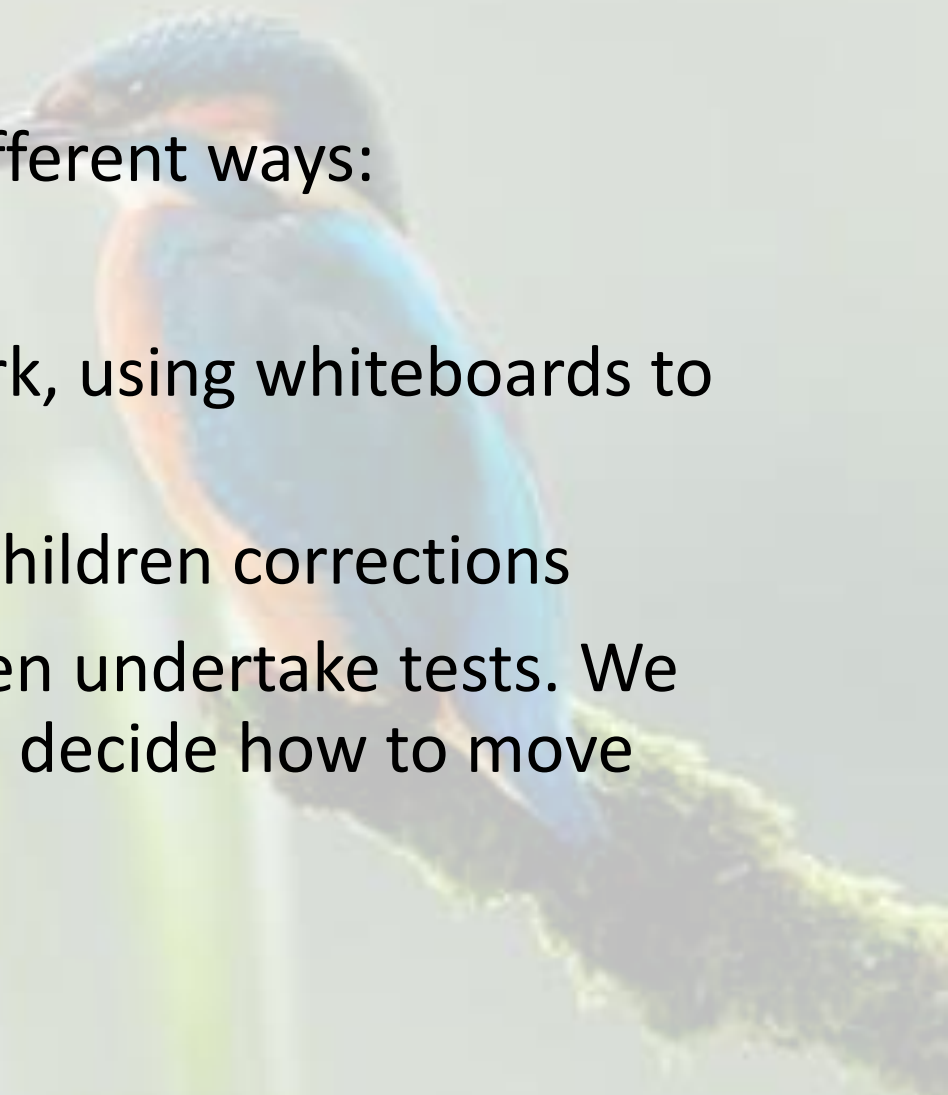 fferent ways:
rk, using whiteboards to
hildren corrections
en undertake tests. We
decide how to move